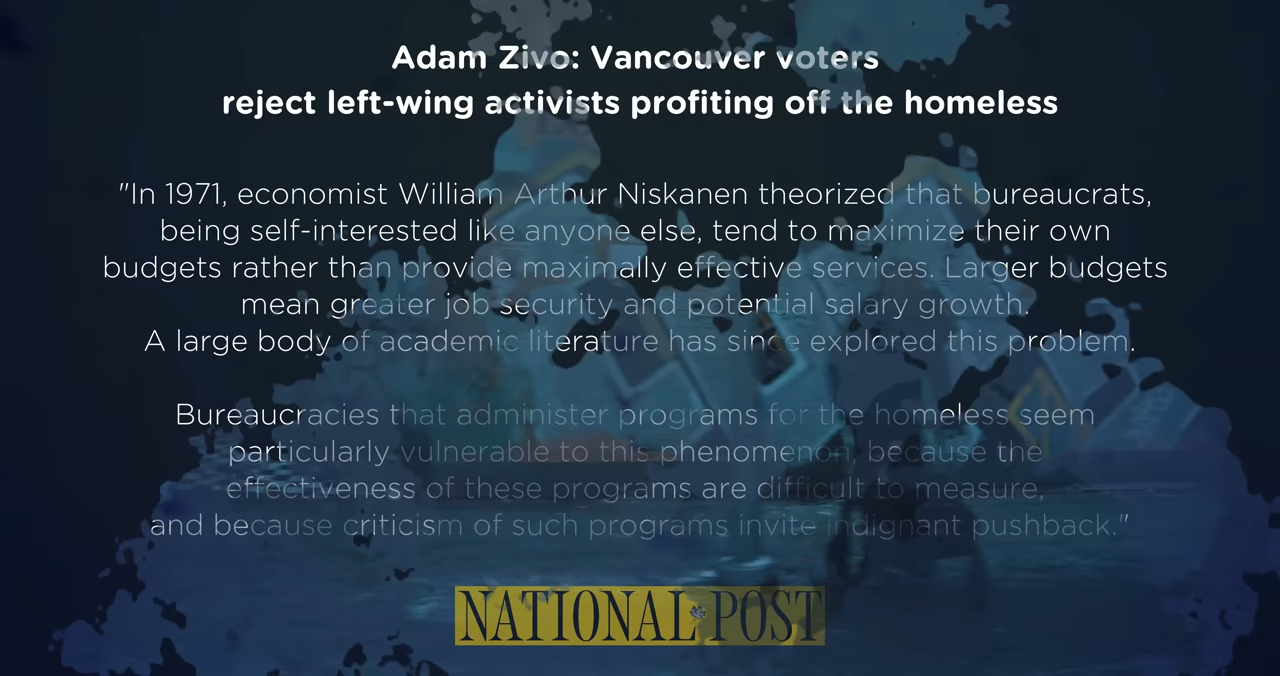 Adam Zivo: Vancouver voters
reject left-wing activists profiting off the homeless
"In 1971, economist William Arthur Niskanen theorized that bureaucrats,
being self-interested like anyone else, tend to maximize their own
budgets rather than provide maximally effective services. Larger budgets
mean greater job security and potential salary growth.
A large body of academic literature has since explored this problem.
Bureaucracies that administer programs for the homeless seem
particularly vulnerable to this phenomenon, because the
effectiveness of these programs are difficult to measure,
and because criticism of such programs invite indignant pushback."
NATIONAL POST